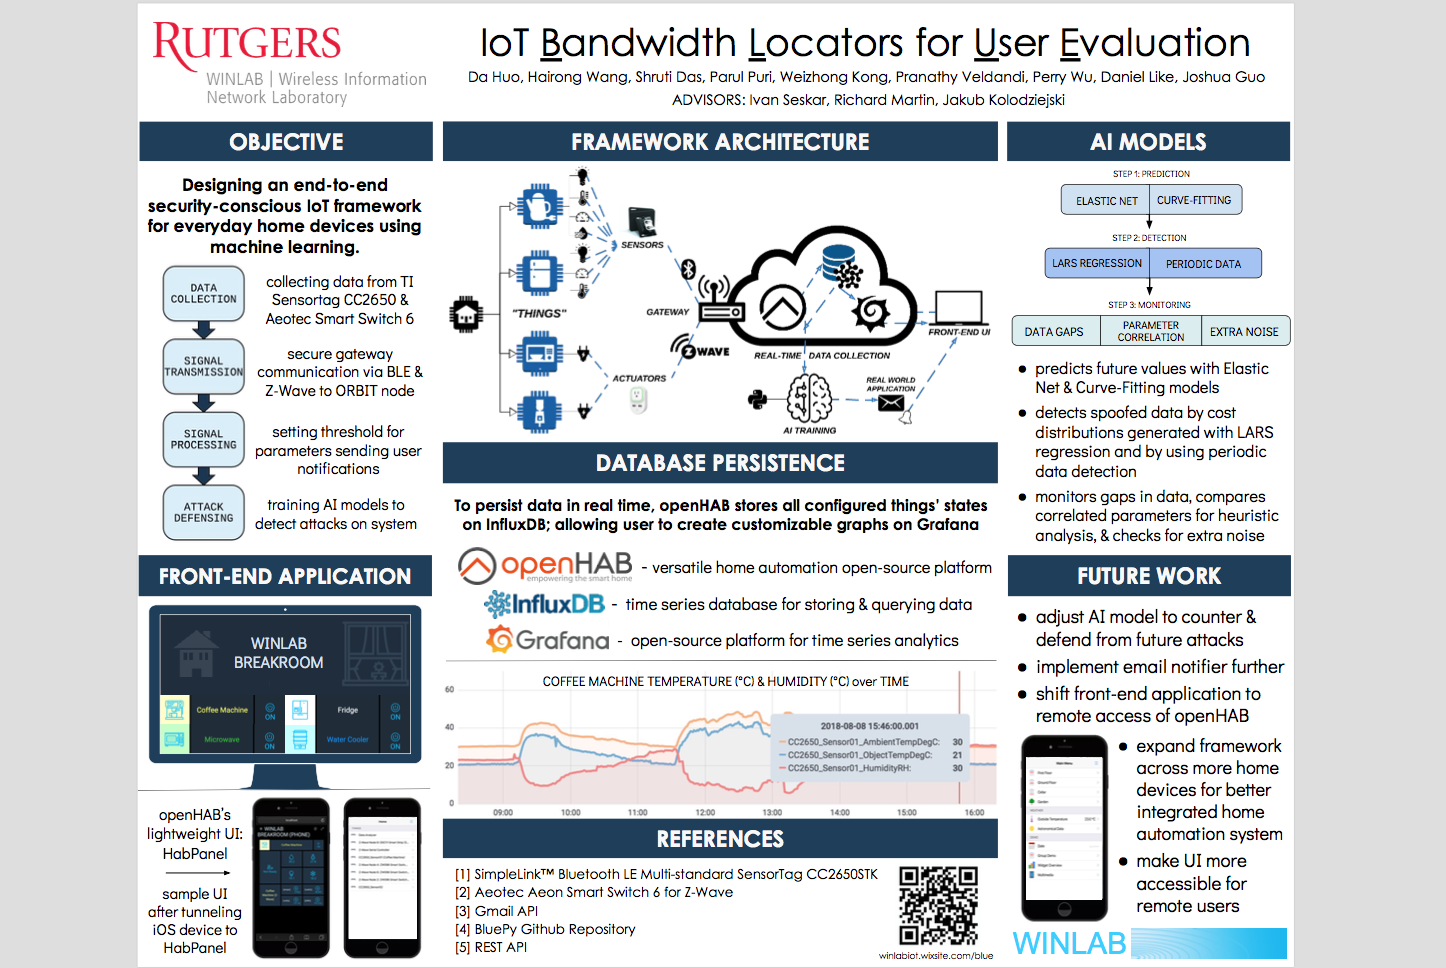 RUTGERS
WINLAB | Wireless Information
Network Laboratory
IoT Bandwidth Locators for User Evaluation
Da Huo, Hairong Wang, Shruti Das, Parul Puri, Weizhong Kong, Pranathy Veldandi, Perry Wu, Daniel Like, Joshua Guo
ADVISORS: Ivan Seskar, Richard Martin, Jakub Kolodziejski
OBJECTIVE
Designing an end-to-end
security-conscious IoT framework
for everyday home devices using
machine learning.
DATA
COLLECTION
collecting data from TI
Sensortag CC2650 &
Aeotec Smart Switch 6
SIGNAL
TRANSMISSION
secure gateway
communication via BLE &
Z-Wave to ORBIT node
SIGNAL
PROCESSING
setting threshold for
parameters sending user
notifications
ATTACK
DEFENSING
training AI models to
detect attacks on system
FRONT-END APPLICATION
WINLAB
BREAKROOM
Coffee Machine
ON
Fridge
ON
Microwave
ON
Water Cooler
ON
openHAB's
lightweight UI:
HabPanel
sample UI
after tunneling
iOS device to
HabPanel
WINLAB
BREAKROOM (PHONE)
FRAMEWORK ARCHITECTURE
SENSORS
"THINGS"
GATEWAY
Z WAVE
ACTUATORS
REAL-TIME DATA COLLECTION
FRONT-END UI
REAL WORLD
APPLICATION
AI TRAINING
DATABASE PERSISTENCE
To persist data in real time, openHAB stores all configured things' states
on InfluxDB; allowing user to create customizable graphs on Grafana
openHAB
empowering the smart home
- versatile home automation open-source platform
InfluxDB
- time series database for storing & querying data
Grafana
- open-source platform for time series analytics
COFFEE MACHINE TEMPERATURE (°C) & HUMIDITY (°C) over TIME
60
40
20
0
2018-08-08 15:46:00.001
CC2650_Sensor01_AmbientTempDegC: 30
CC2650_Sensor01_ObjectTempDegC: 21
CC2650_Sensor01_HumidityRH: 30
09:00 10:00 11:00 12:00 13:00 14:00 15:00 16:00
REFERENCES
[1] SimpleLink™ Bluetooth LE Multi-standard SensorTag CC2650STK
[2] Aeotec Aeon Smart Switch 6 for Z-Wave
[3] Gmail API
[4] BluePy Github Repository
[5] REST API
winlabiot.wixsite.com/blue
AI MODELS
STEP 1: PREDICTION
ELASTIC NET
CURVE-FITTING
STEP 2: DETECTION
LARS REGRESSION
PERIODIC DATA
STEP 3: MONITORING
DATA GAPS
PARAMETER
CORRELATION
EXTRA NOISE
● predicts future values with Elastic
Net & Curve-Fitting models
● detects spoofed data by cost
distributions generated with LARS
regression and by using periodic
data detection
● monitors gaps in data, compares
correlated parameters for heuristic
analysis, & checks for extra noise
FUTURE WORK
● adjust AI model to counter &
defend from future attacks
● implement email notifier further
● shift front-end application to
remote access of openHAB
● expand framework
across more home
devices for better
integrated home
automation system
● make UI more
accessible for
remote users
Main Menu
WINLAB